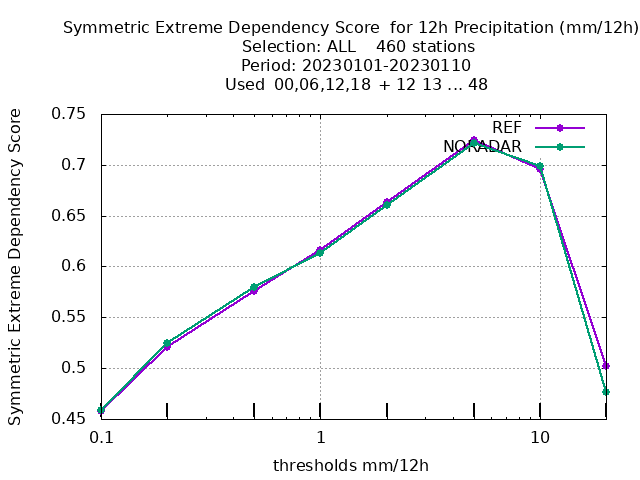 Symmetric Extreme Dependency Score for 12h Precipitation (mm/12h)
Selection: ALL 460 stations
Period: 20230101-20230110
Used 00,06,12,18 + 12 13 ... 48
Symmetric Extreme Dependency Score
0.75
0.7
0.65
0.6
0.55
0.5
0.45
REF
NORADAR
0.1 1 10
thresholds mm/12h